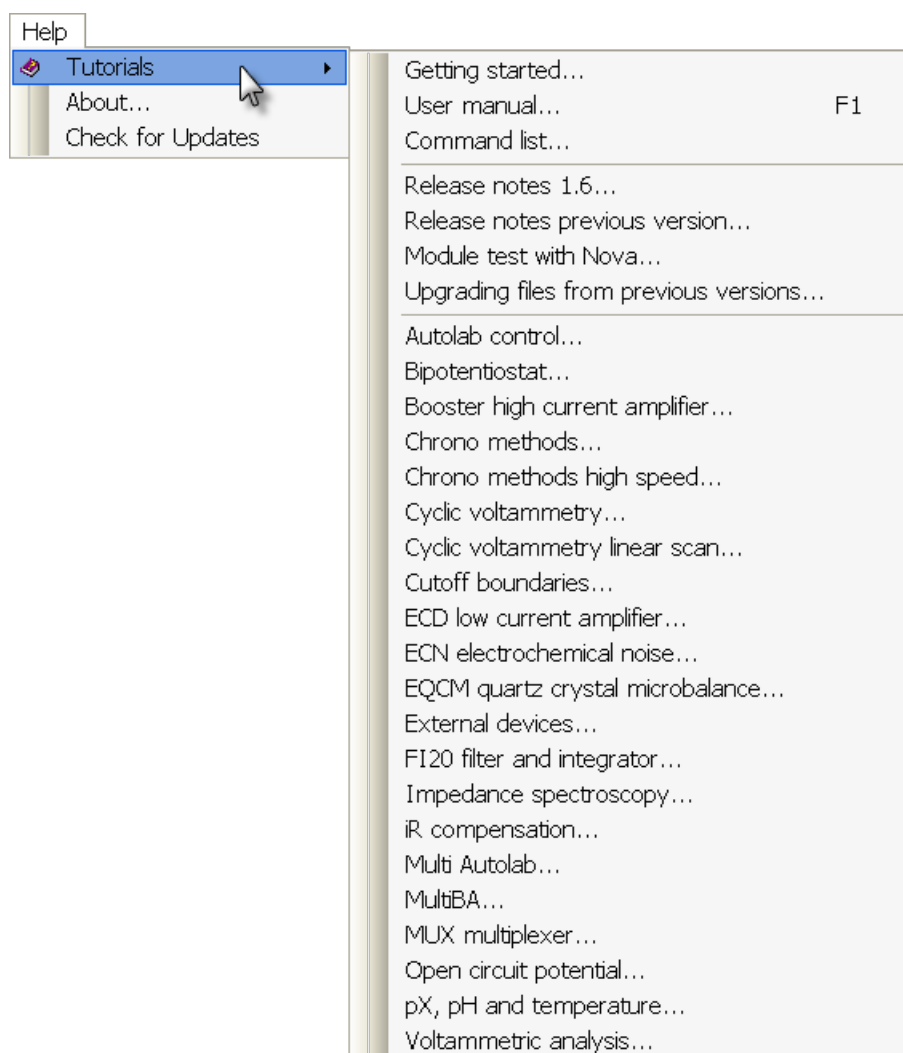 Help
Tutorials
About...
Check for Updates
Getting started...
User manual... F1
Command list...
Release notes 1.6...
Release notes previous version...
Module test with Nova...
Upgrading files from previous versions...
Autolab control...
Bipotentiostat...
Booster high current amplifier...
Chrono methods...
Chrono methods high speed...
Cyclic voltammetry...
Cyclic voltammetry linear scan...
Cutoff boundaries...
ECD low current amplifier...
ECN electrochemical noise...
EQCM quartz crystal microbalance...
External devices...
FI20 filter and integrator...
Impedance spectroscopy...
iR compensation...
Multi Autolab...
MultiBA...
MUX multiplexer...
Open circuit potential...
pX, pH and temperature...
Voltammetric analysis...